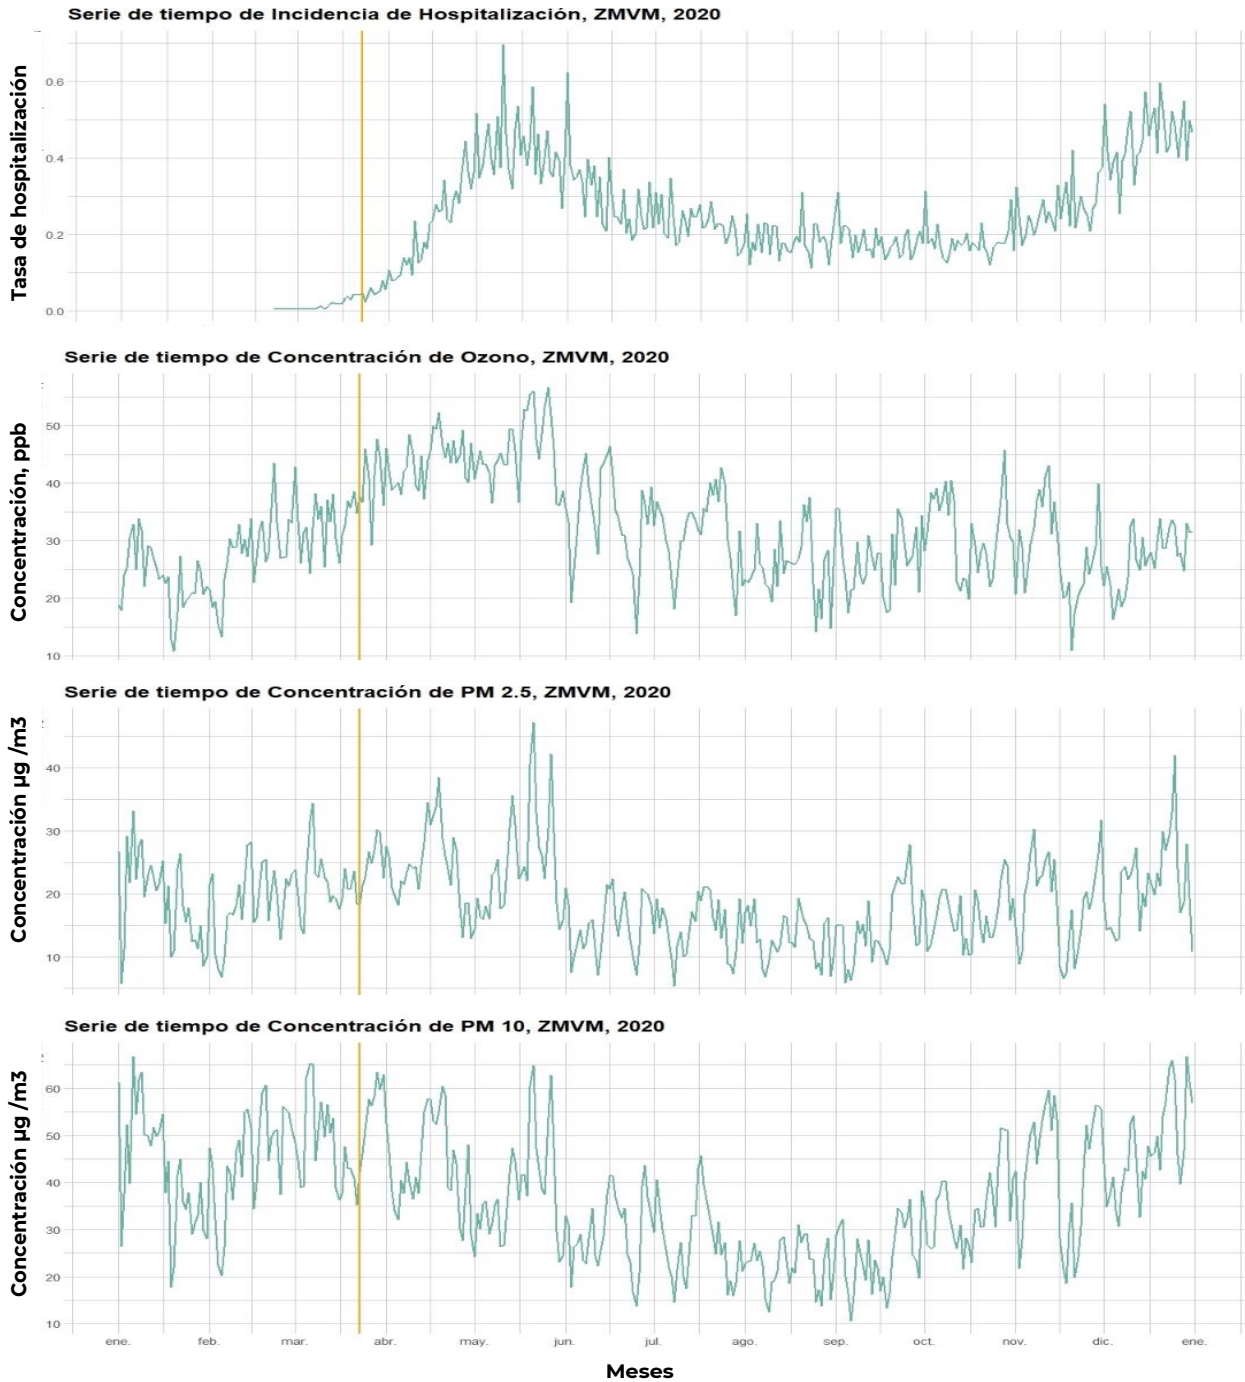 Serie de tiempo de Incidencia de Hospitalización, ZMVM, 2020
Tasa de hospitalización
0.6
0.4
0.2
0.0
Serie de tiempo de Concentración de Ozono, ZMVM, 2020
Concentración, ppb
50
40
30
20
10
Serie de tiempo de Concentración de PM 2.5, ZMVM, 2020
Concentración µg /m3
40
30
20
10
Serie de tiempo de Concentración de PM 10, ZMVM, 2020
Concentración µg /m3
60
50
40
30
20
10
ene. feb. mar. abr. may. jun. jul. ago. sep. oct. nov. dic. ene.
Meses